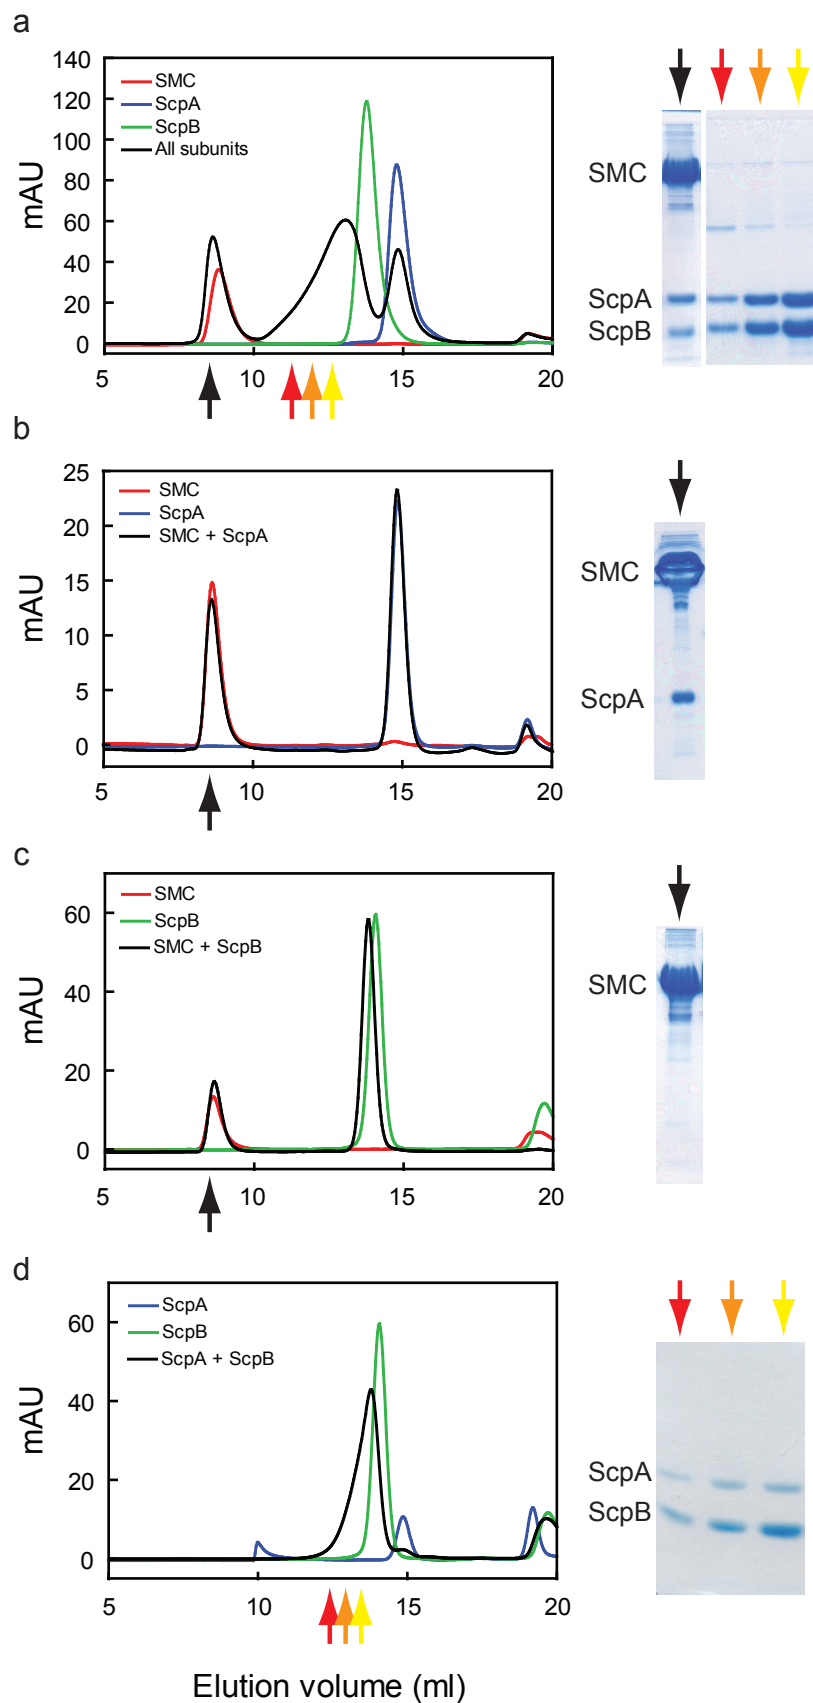 a
140
120
100
80
60
40
20
0
mAU
SMC
ScpA
ScpB
All subunits
5 10 15 20
SMC
ScpA
ScpB
b
25
20
15
10
5
0
mAU
SMC
ScpA
SMC + ScpA
5 10 15 20
SMC
ScpA
c
60
40
20
0
mAU
SMC
ScpB
SMC + ScpB
5 10 15 20
SMC
d
60
40
20
0
mAU
ScpA
ScpB
ScpA + ScpB
5 10 15 20
ScpA
ScpB
Elution volume (ml)